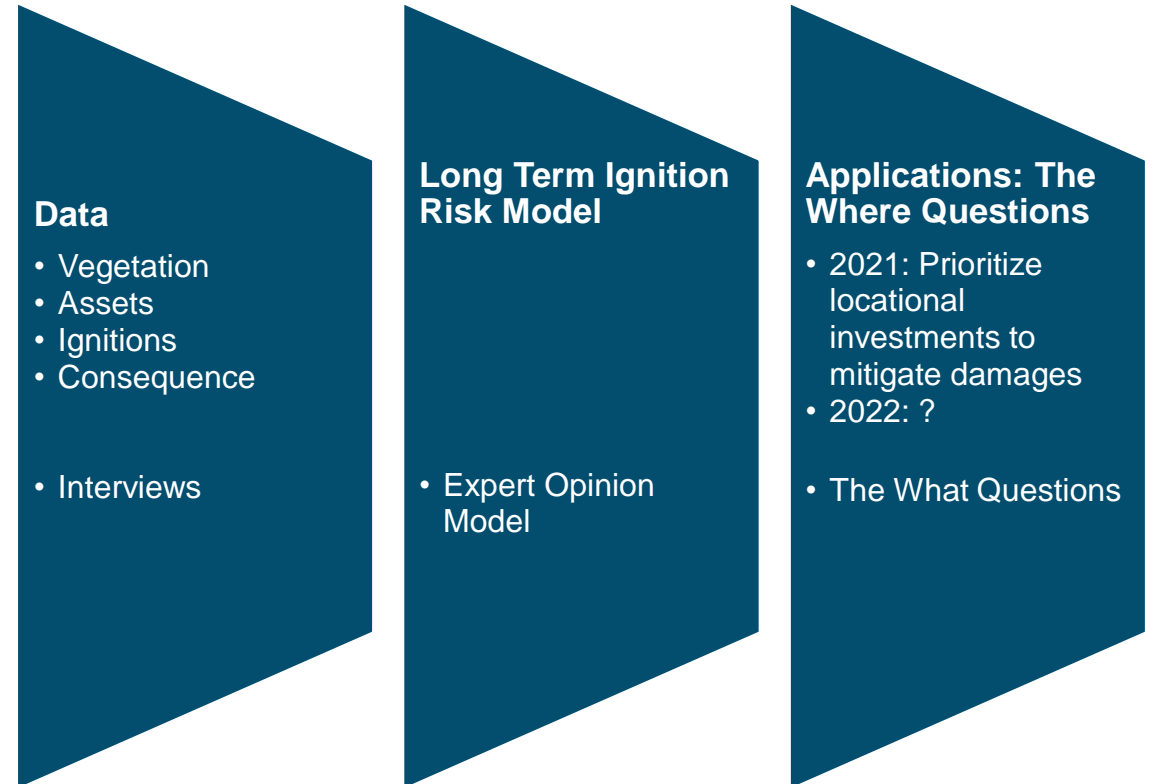 Data
• Vegetation
• Assets
• Ignitions
• Consequence
• Interviews
Long Term Ignition
Risk Model
• Expert Opinion
Model
Applications: The
Where Questions
• 2021: Prioritize
locational
investments to
mitigate damages
• 2022: ?
• The What Questions